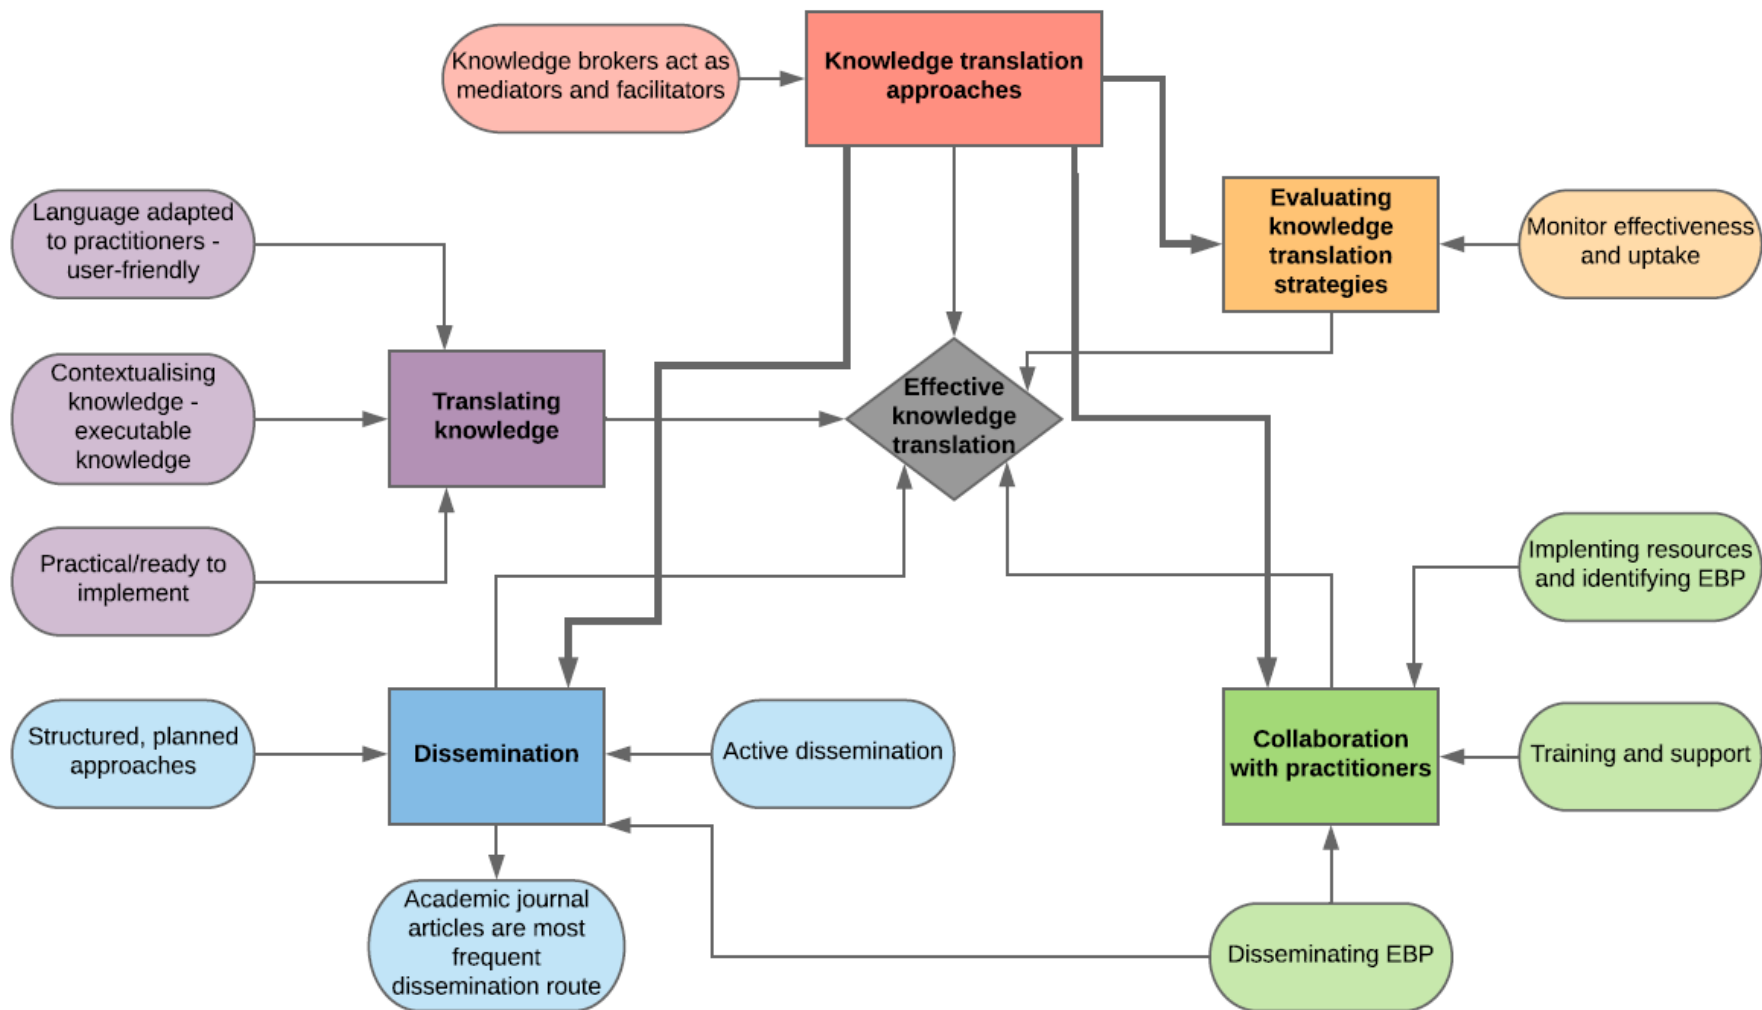 Knowledge brokers act as
mediators and facilitators
Knowledge translation
approaches
Language adapted
to practitioners -
user-friendly
Evaluating
knowledge
translation
strategies
Monitor effectiveness
and uptake
Contextualising
knowledge -
executable
knowledge
Translating
knowledge
Effective
knowledge
translation
Practical/ready to
implement
Implenting resources
and identifying EBP
Structured, planned
approaches
Dissemination
Active dissemination
Collaboration
with practitioners
Training and support
Academic journal
articles are most
frequent
dissemination route
Disseminating EBP